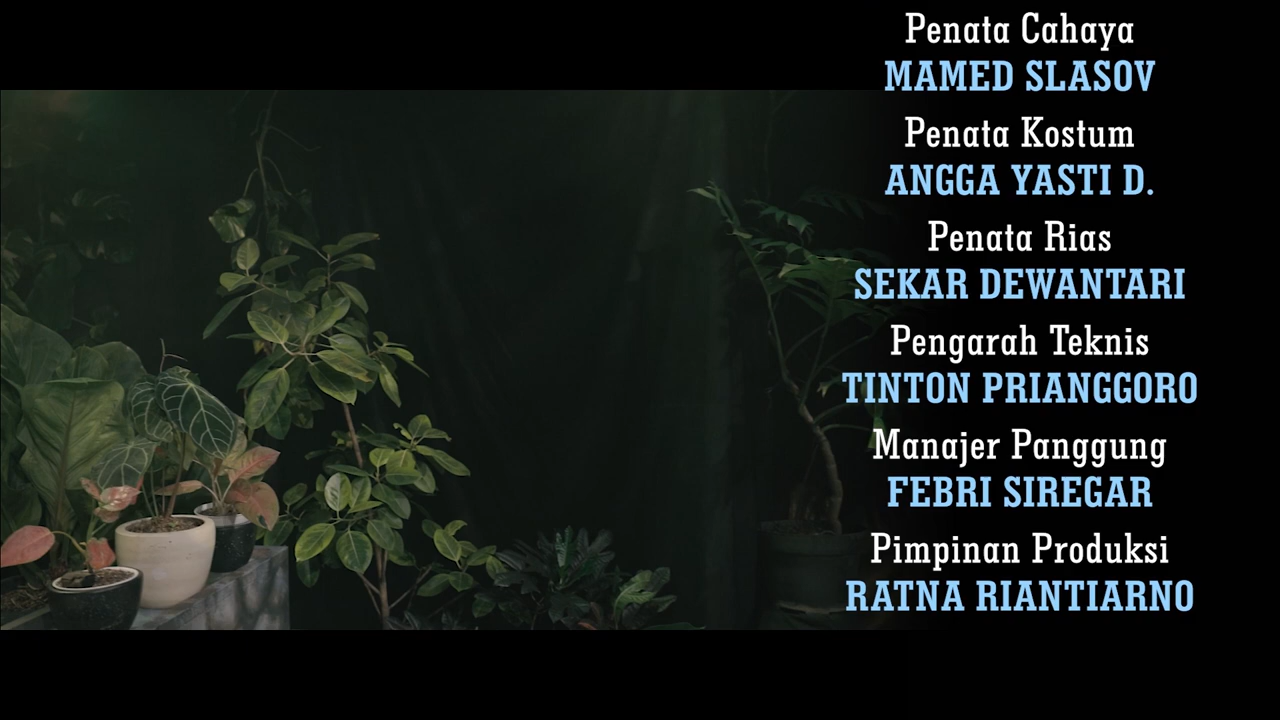 Penata Cahaya
MAMED SLASOV
Penata Kostum
ANGGA YASTI D.
Penata Rias
SEKAR DEWANTARI
Pengarah Teknis
TINTON PRIANGGORO
Manajer Panggung
FEBRI SIREGAR
Pimpinan Produksi
RATNA RIANTIARNO